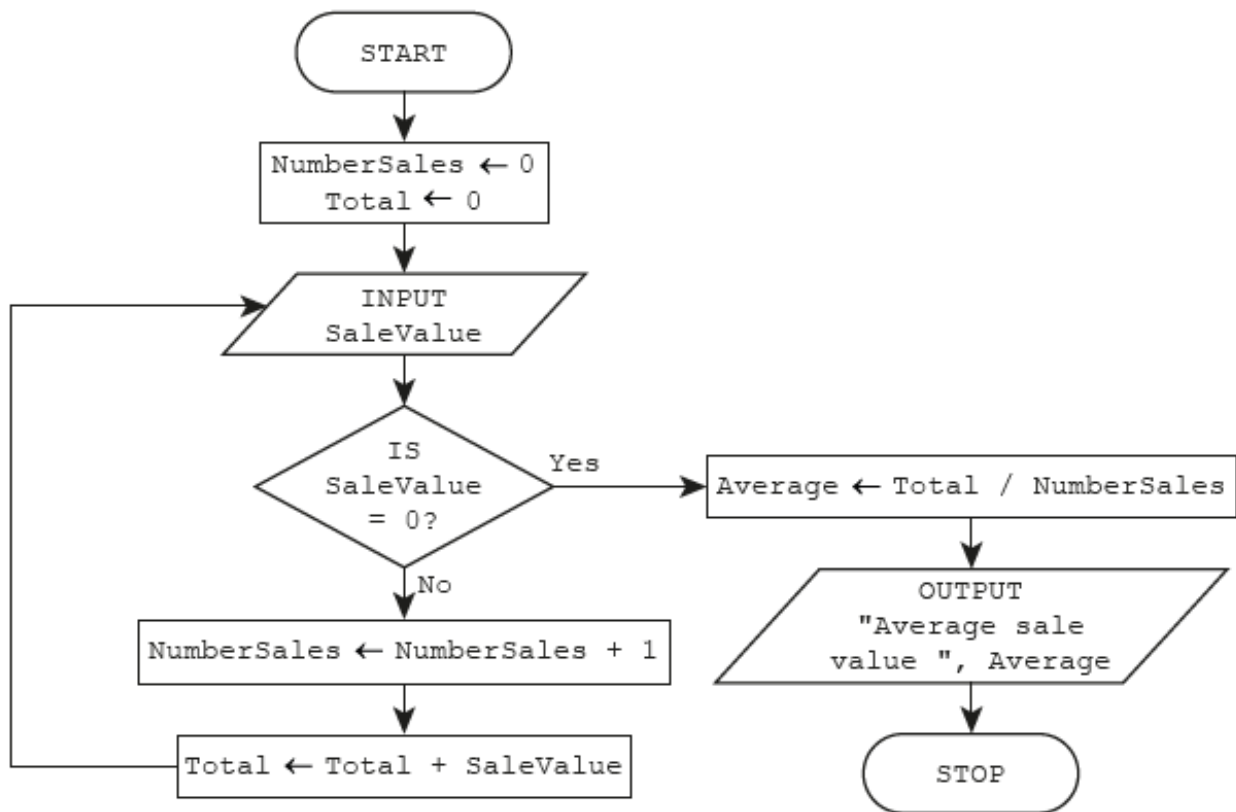 START
NumberSales ← 0
Total ← 0
INPUT
SaleValue
IS
SaleValue
= 0?
Yes
No
NumberSales ← NumberSales + 1
Total ← Total + SaleValue
Average ← Total / NumberSales
OUTPUT
"Average sale
value ", Average
STOP